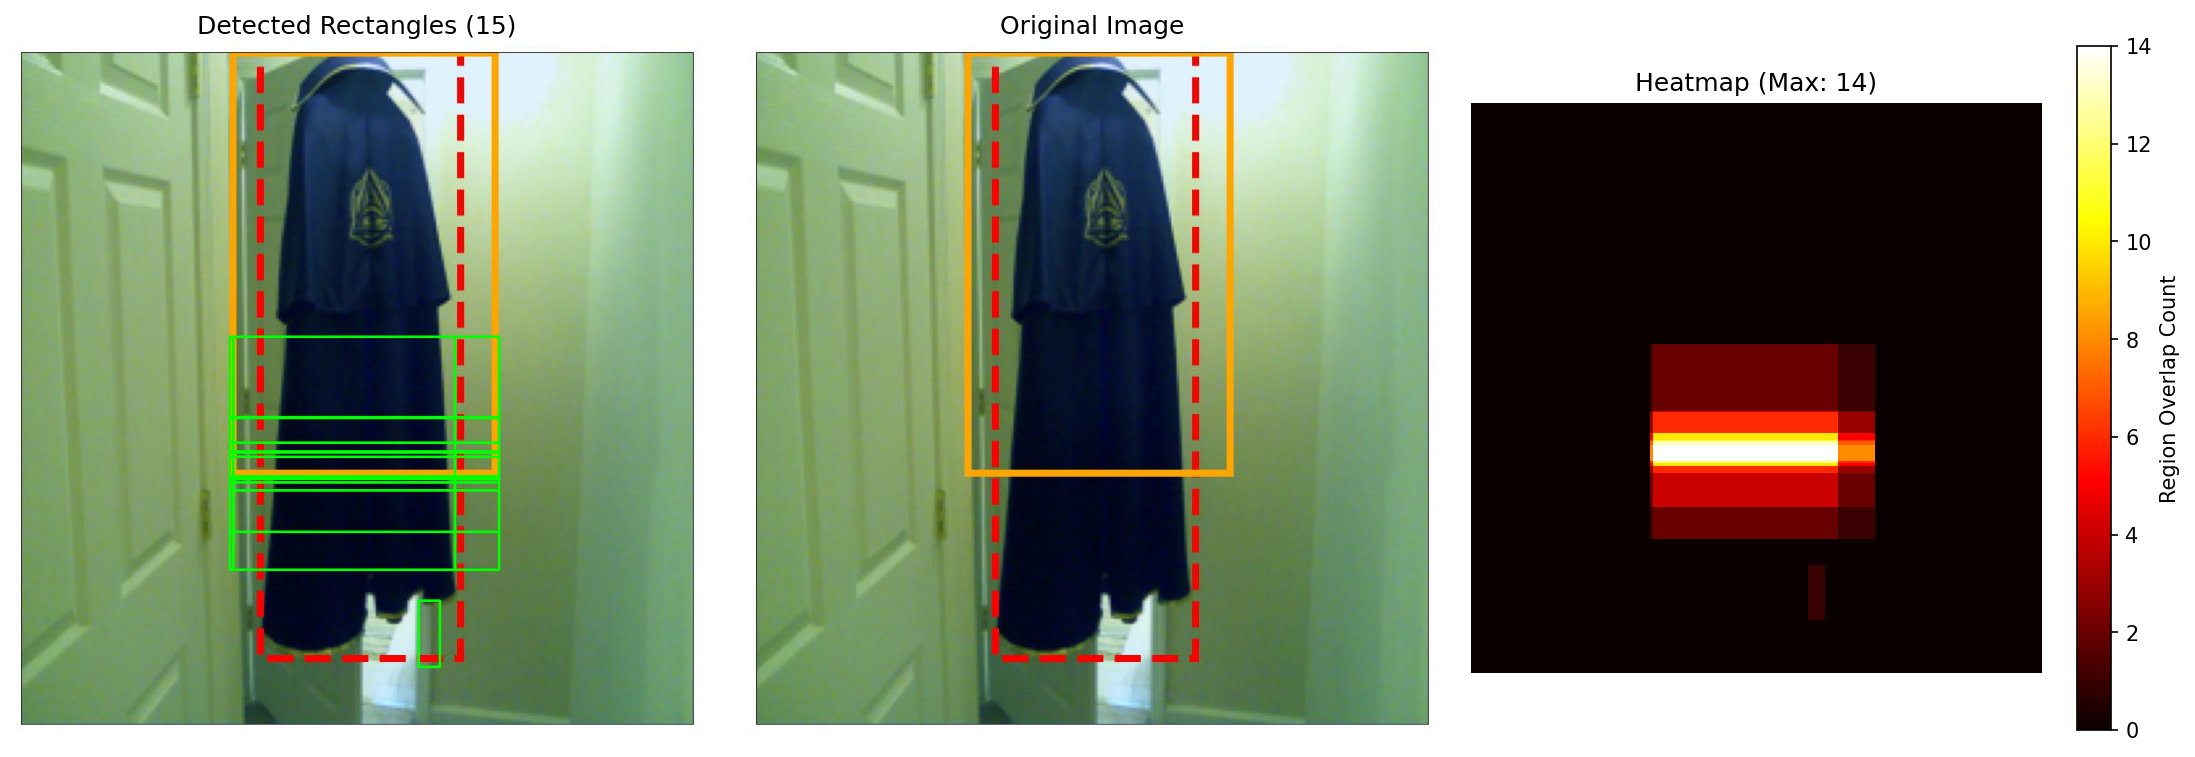 Detected Rectangles (15)
Original Image
Heatmap (Max: 14)
14
12
10
8
6
4
2
0
Region Overlap Count